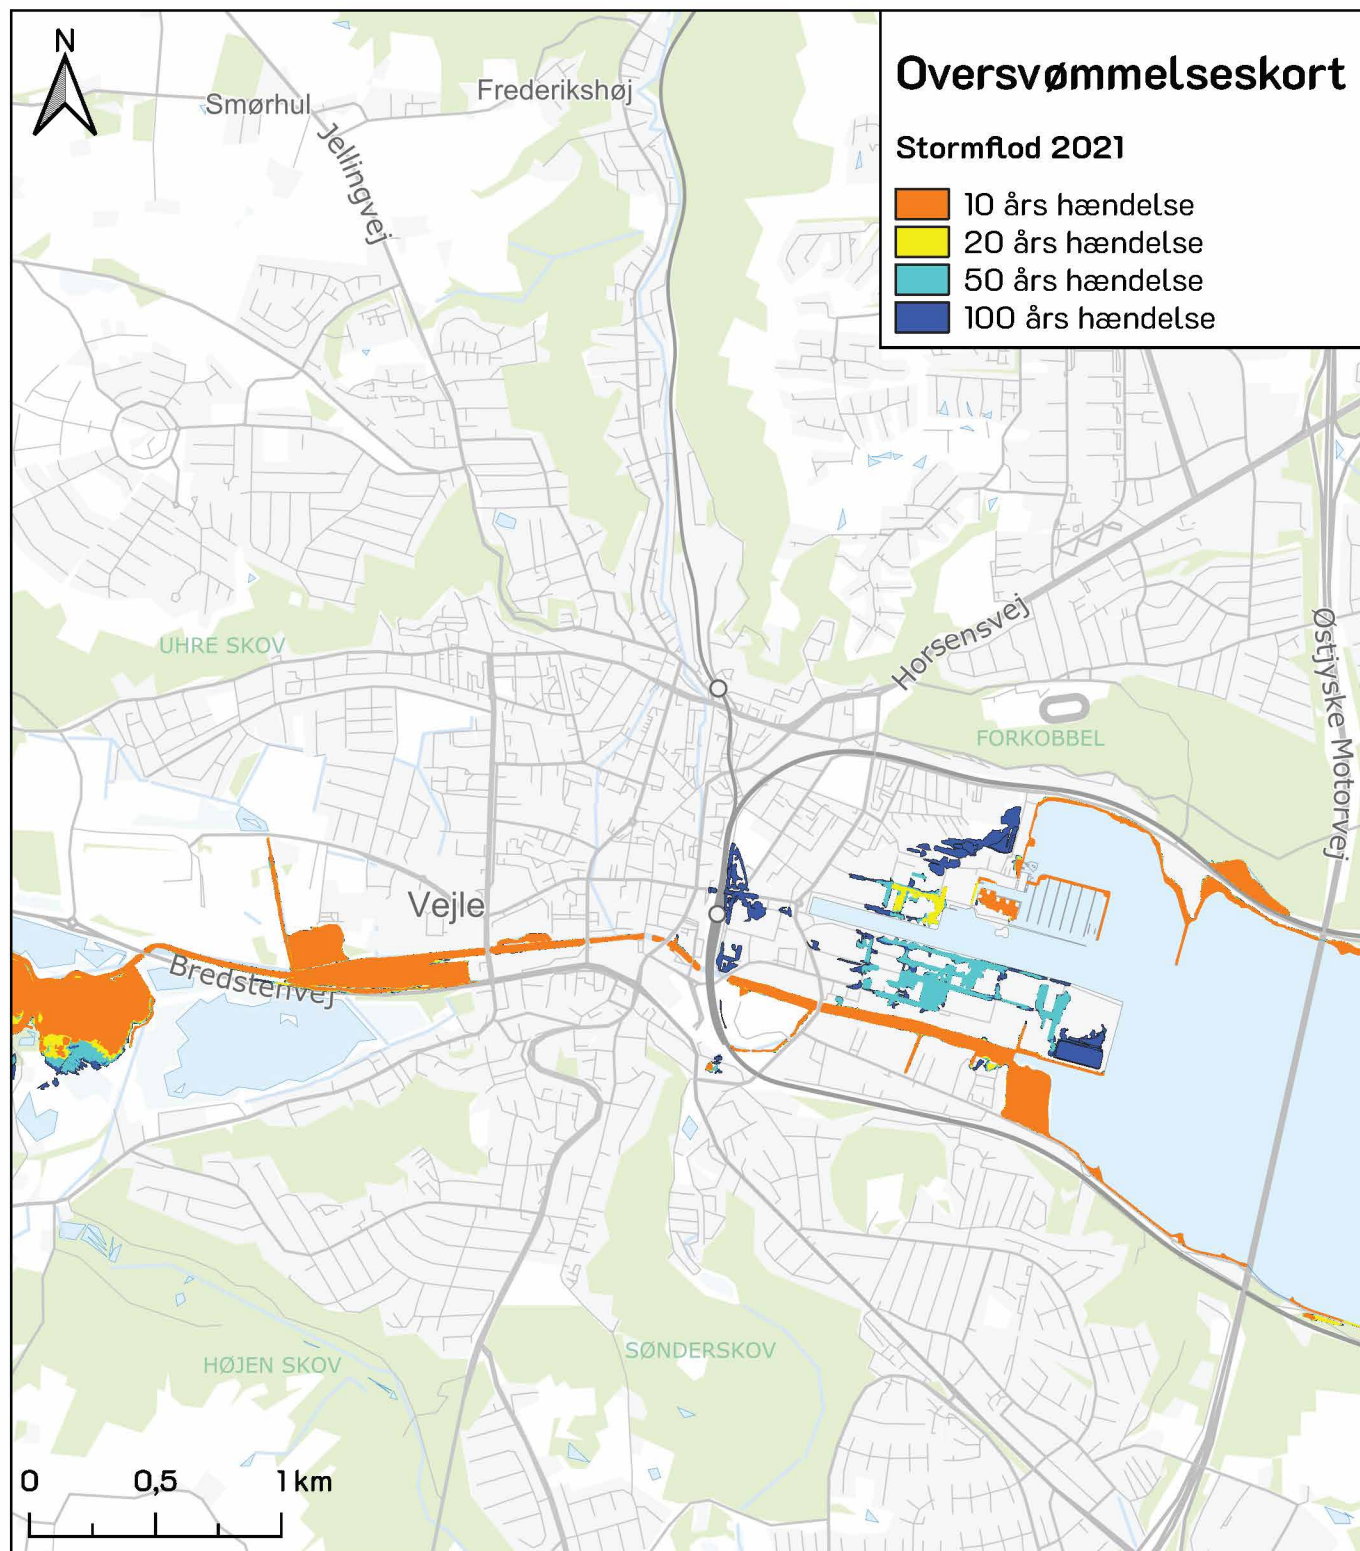 N
Oversvømmelseskort
Stormflod 2021
10 års hændelse
20 års hændelse
50 års hændelse
100 års hændelse
Smørhul
Frederikshøj
Jellingvej
UHRE SKOV
Horsensvej
Østjyske Motorvej
FORKOBBEL
Vejle
Bredstenvej
HØJEN SKOV
SØNDERSKOV
0 0,5 1 km